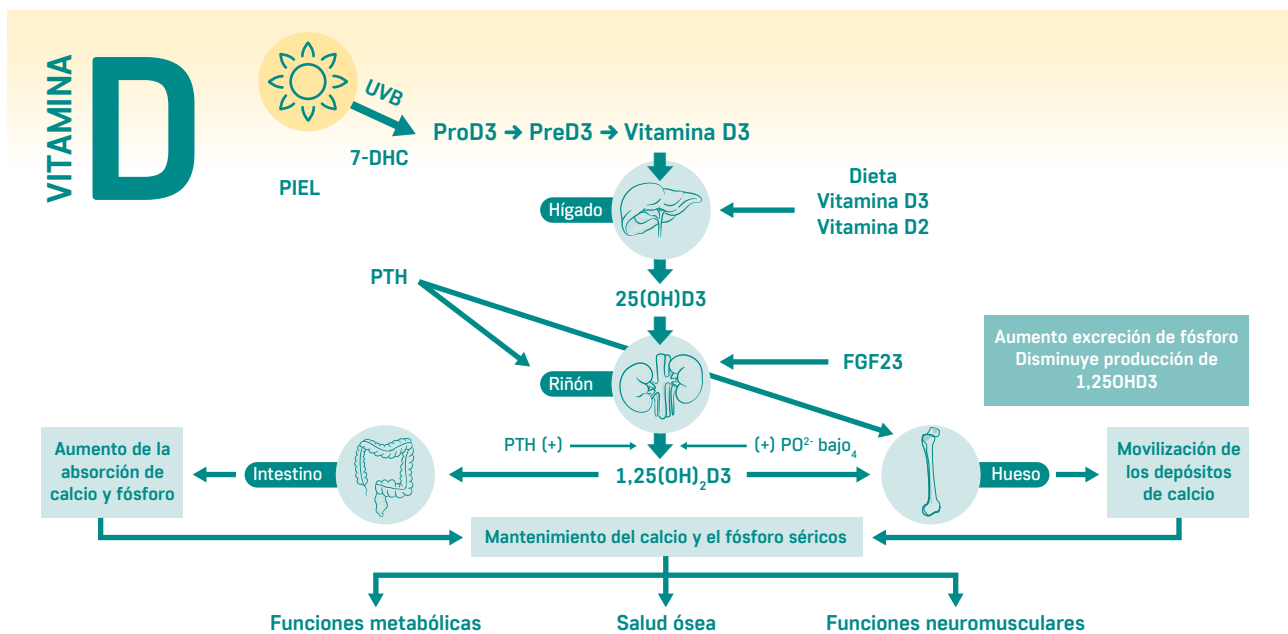 VITAMINA
D
UVB
ProD3 → PreD3 → Vitamina D3
7-DHC
PIEL
Dieta
Vitamina D3
Vitamina D2
Hígado
PTH
25(OH)D3
Aumento excreción de fósforo
Disminuye producción de
1,25OHD3
FGF23
Riñón
PTH (+)
(+) PO²⁻ bajo₄
Aumento de la
absorción de
calcio y fósforo
Intestino
1,25(OH)₂D3
Hueso
Movilización de
los depósitos
de calcio
Mantenimiento del calcio y el fósforo séricos
Funciones metabólicas
Salud ósea
Funciones neuromusculares